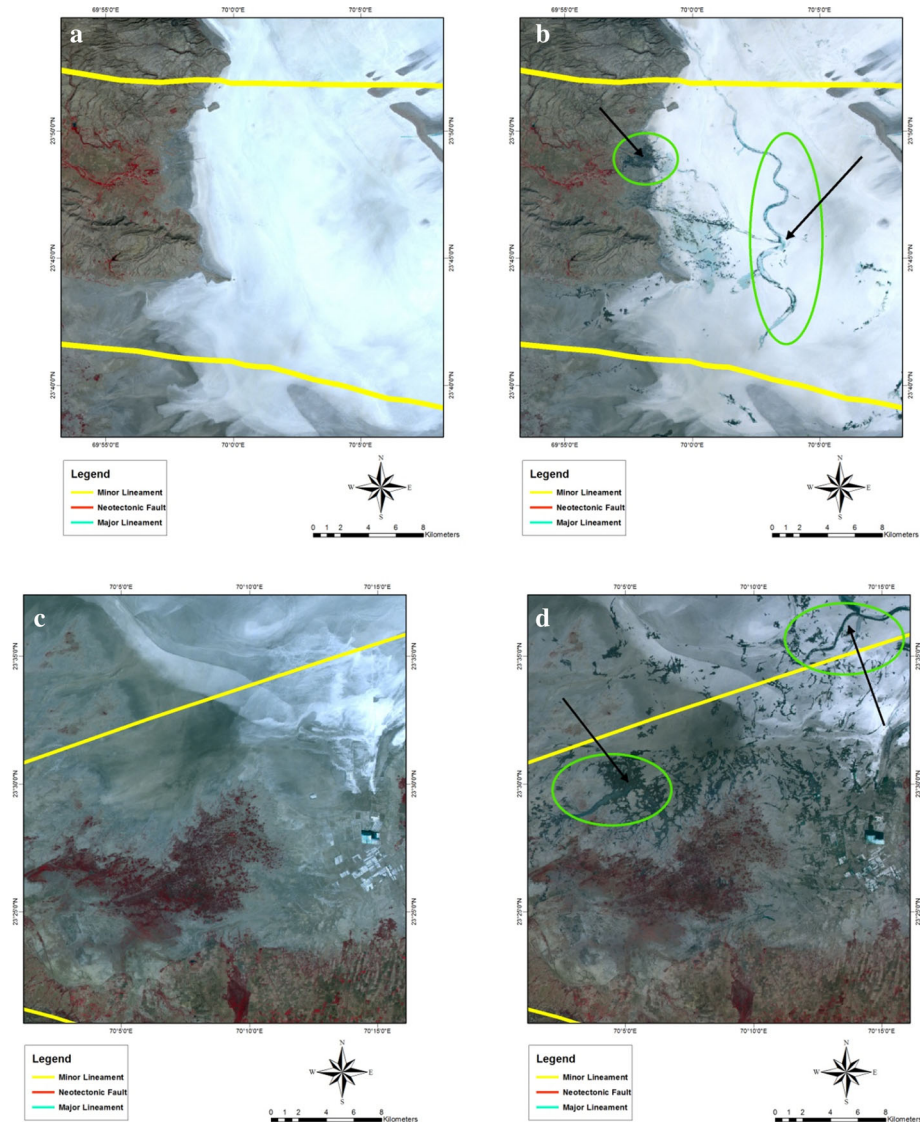 a
69°55'0"E 70°0'0"E 70°5'0"E
23°50'0"N
23°45'0"N
23°40'0"N
69°55'0"E 70°0'0"E 70°5'0"E
Legend
Minor Lineament
Neotectonic Fault
Major Lineament
N
W E
S
0 1 2 4 6 8
Kilometers
b
69°55'0"E 70°0'0"E 70°5'0"E
23°50'0"N
23°45'0"N
23°40'0"N
69°55'0"E 70°0'0"E 70°5'0"E
Legend
Minor Lineament
Neotectonic Fault
Major Lineament
N
W E
S
0 1 2 4 6 8
Kilometers
c
70°5'0"E 70°10'0"E 70°15'0"E
23°35'0"N
23°30'0"N
23°25'0"N
70°5'0"E 70°10'0"E 70°15'0"E
Legend
Minor Lineament
Neotectonic Fault
Major Lineament
N
W E
S
0 1 2 4 6 8
Kilometers
d
70°5'0"E 70°10'0"E 70°15'0"E
23°35'0"N
23°30'0"N
23°25'0"N
70°5'0"E 70°10'0"E 70°15'0"E
Legend
Minor Lineament
Neotectonic Fault
Major Lineament
N
W E
S
0 1 2 4 6 8
Kilometers